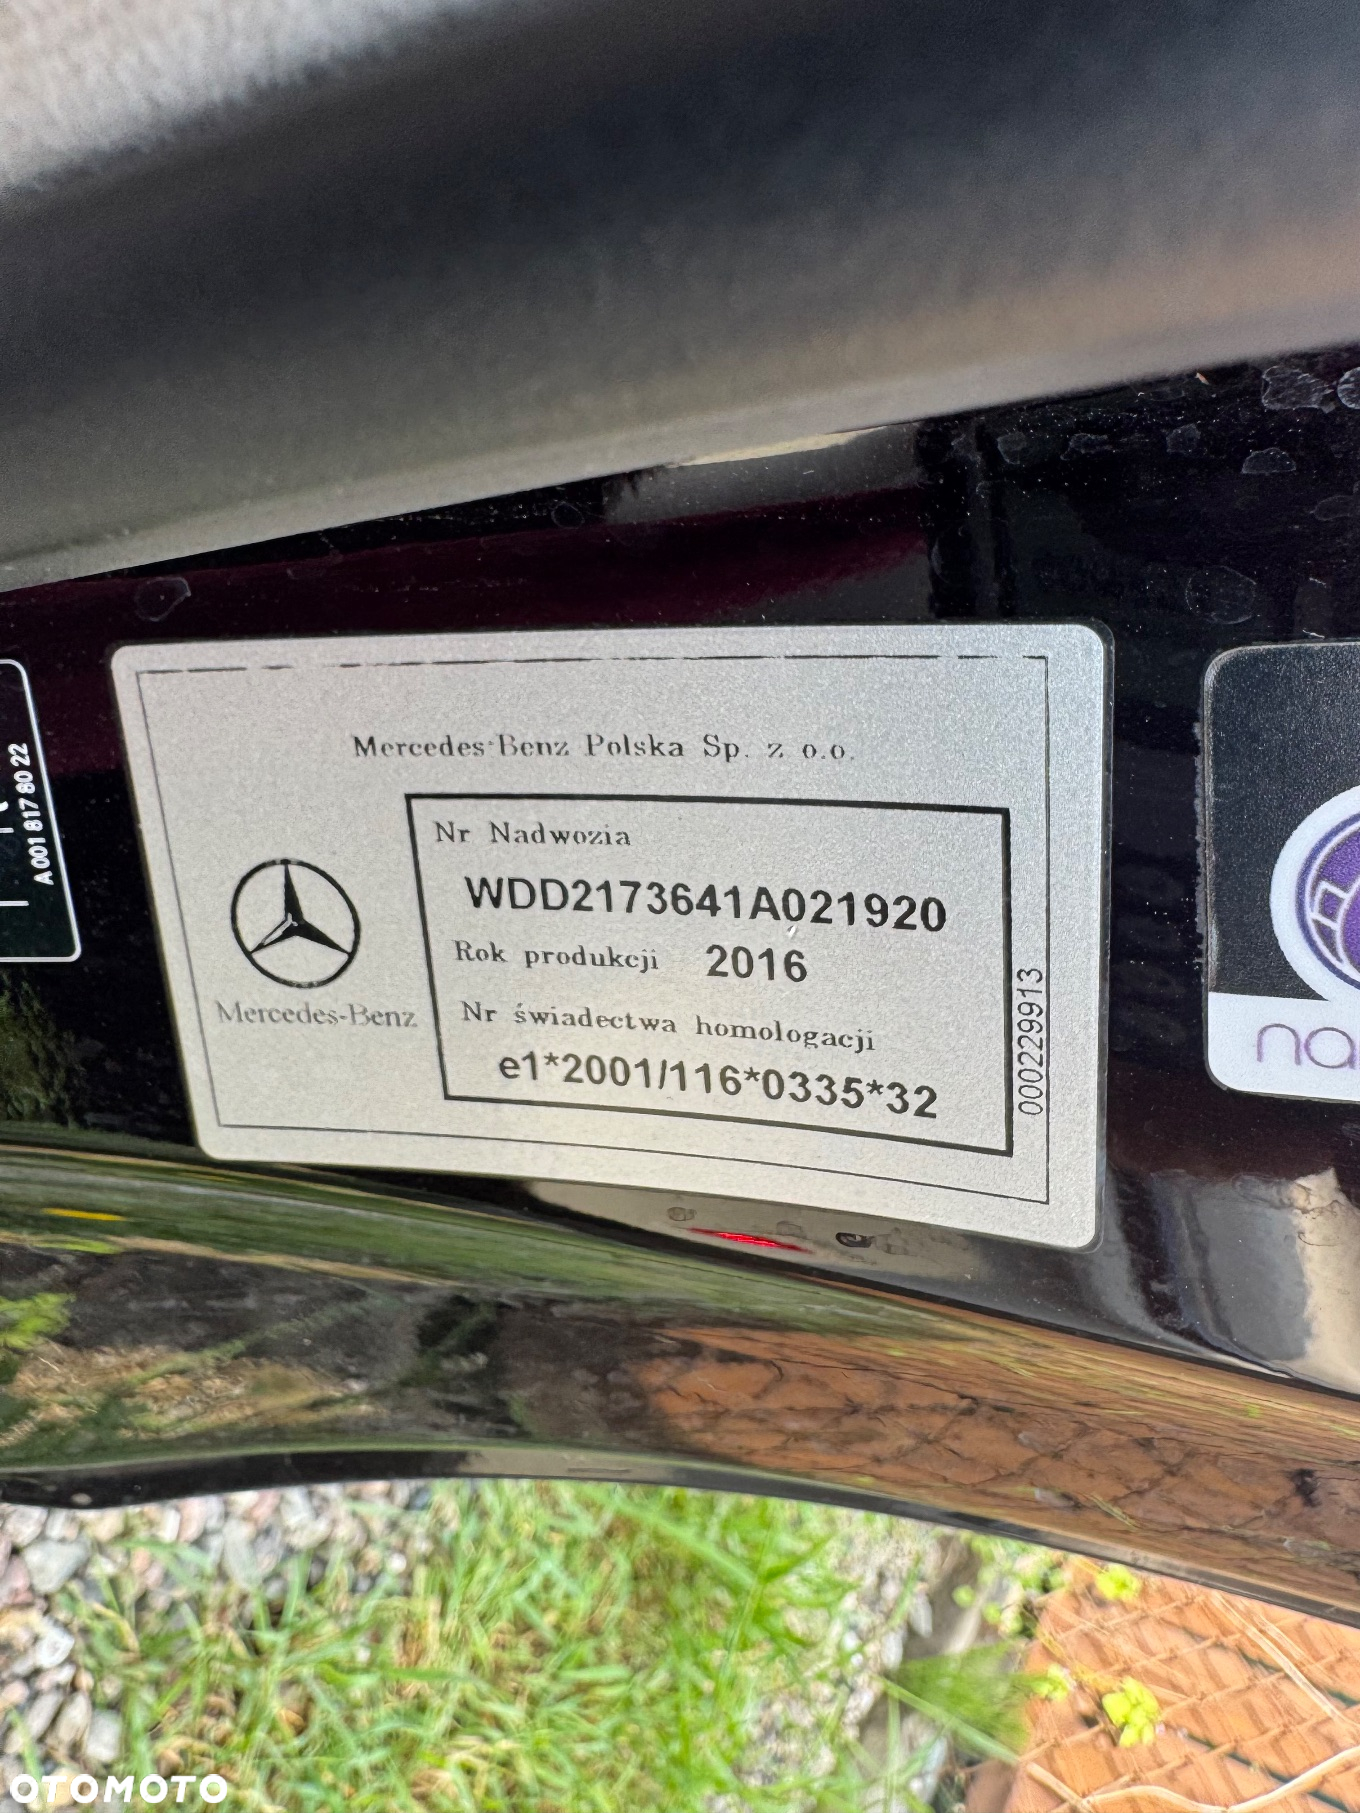 Mercedes-Benz Polska Sp. z o.o.
Nr Nadwozia
WDD2173641A021920
Rok produkcji 2016
Nr świadectwa homologacji
e1*2001/116*0335*32
Mercedes-Benz
000229913
A 001 817 80 22
na
OTOMOTO